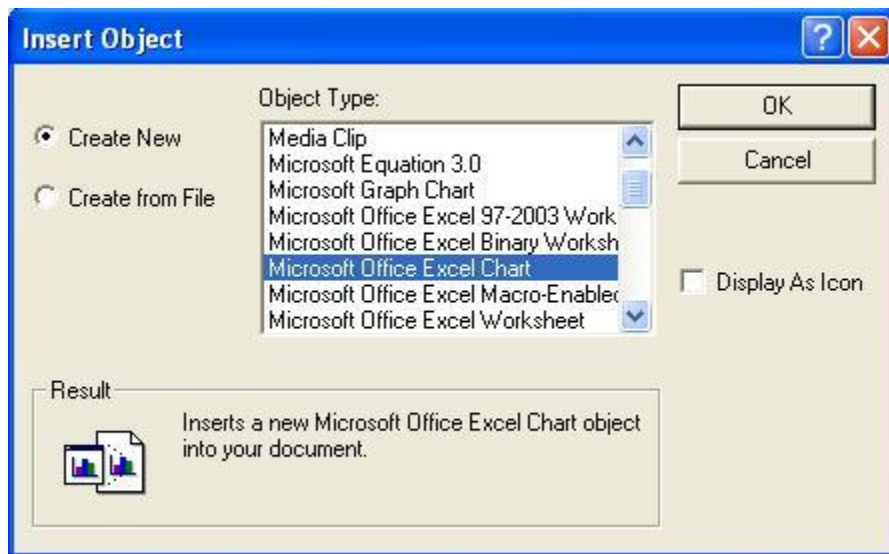 Insert Object
Object Type:
Create New
Create from File
Media Clip
Microsoft Equation 3.0
Microsoft Graph Chart
Microsoft Office Excel 97-2003 Work
Microsoft Office Excel Binary Worksh
Microsoft Office Excel Chart
Microsoft Office Excel Macro-Enabled
Microsoft Office Excel Worksheet
OK
Cancel
Display As Icon
Result
Inserts a new Microsoft Office Excel Chart object
into your document.